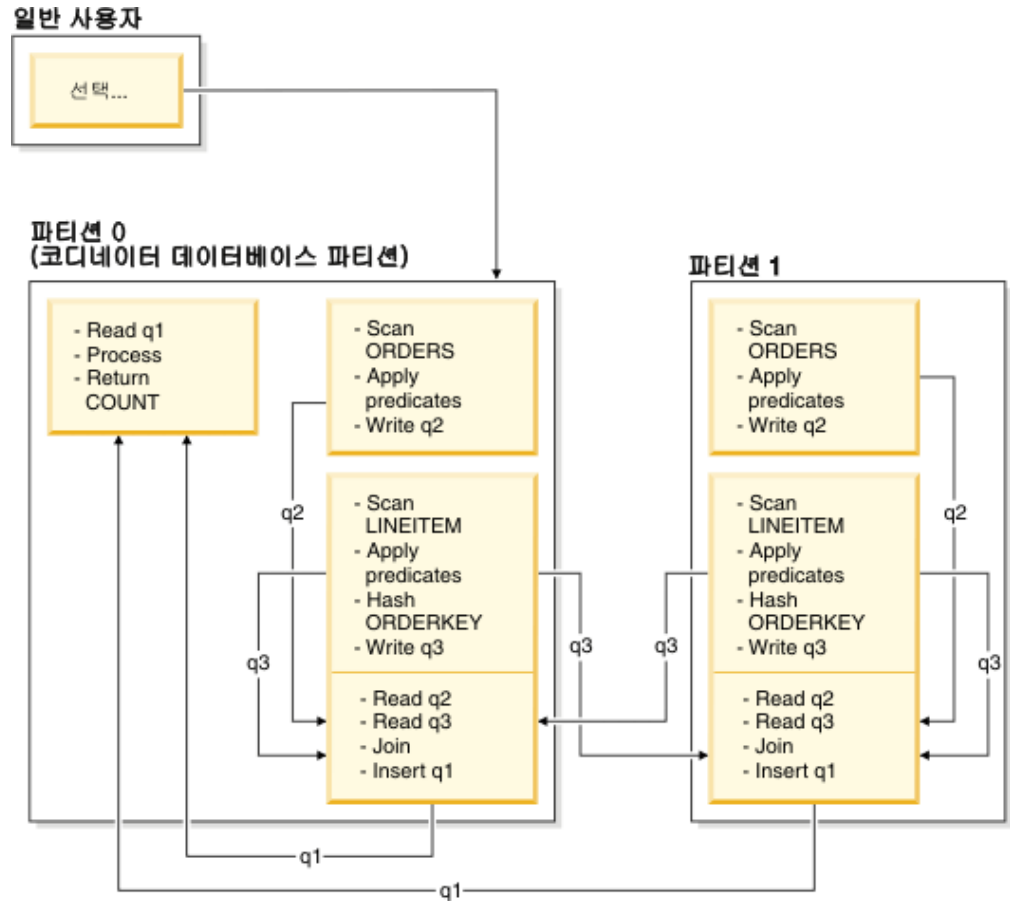 일반 사용자
선택...
파티션 0
(코디네이터 데이터베이스 파티션)
- Read q1
- Process
- Return
COUNT
- Scan
ORDERS
- Apply
predicates
- Write q2
q2
- Scan
LINEITEM
- Apply
predicates
- Hash
ORDERKEY
- Write q3
q3
q3
- Read q2
- Read q3
- Join
- Insert q1
q1
파티션 1
- Scan
ORDERS
- Apply
predicates
- Write q2
q2
- Scan
LINEITEM
- Apply
predicates
- Hash
ORDERKEY
- Write q3
q3
q3
- Read q2
- Read q3
- Join
- Insert q1
q1